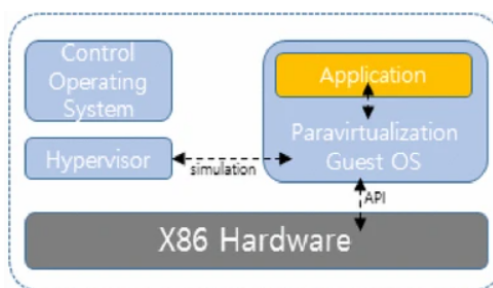 Control
Operating
System
Application
Paravirtualization
Guest OS
Hypervisor
simulation
API
X86 Hardware